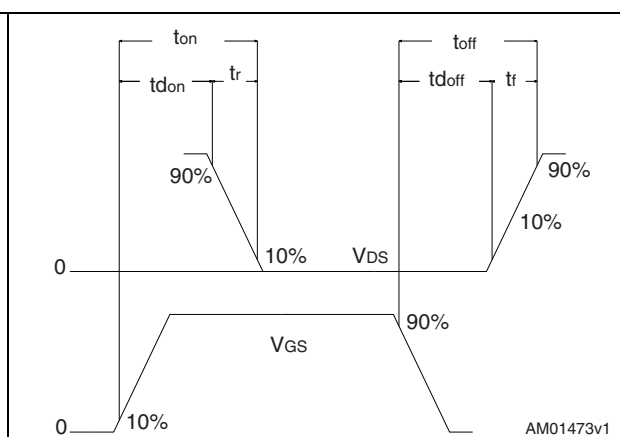 ton toff
tdon tr tdoff tf
90% 90%
10%
10% VDS
0
90%
VGS
10%
0
AM01473v1